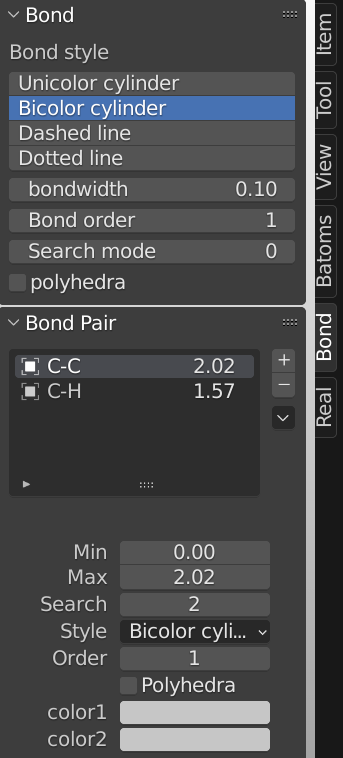 Bond
Bond style
Unicolor cylinder
Bicolor cylinder
Dashed line
Dotted line
bondwidth 0.10
Bond order 1
Search mode 0
polyhedra
Bond Pair
C-C 2.02
C-H 1.57
Min 0.00
Max 2.02
Search 2
Style Bicolor cyli...
Order 1
Polyhedra
color1
color2
Item
Tool
View
Batoms
Bond
Real